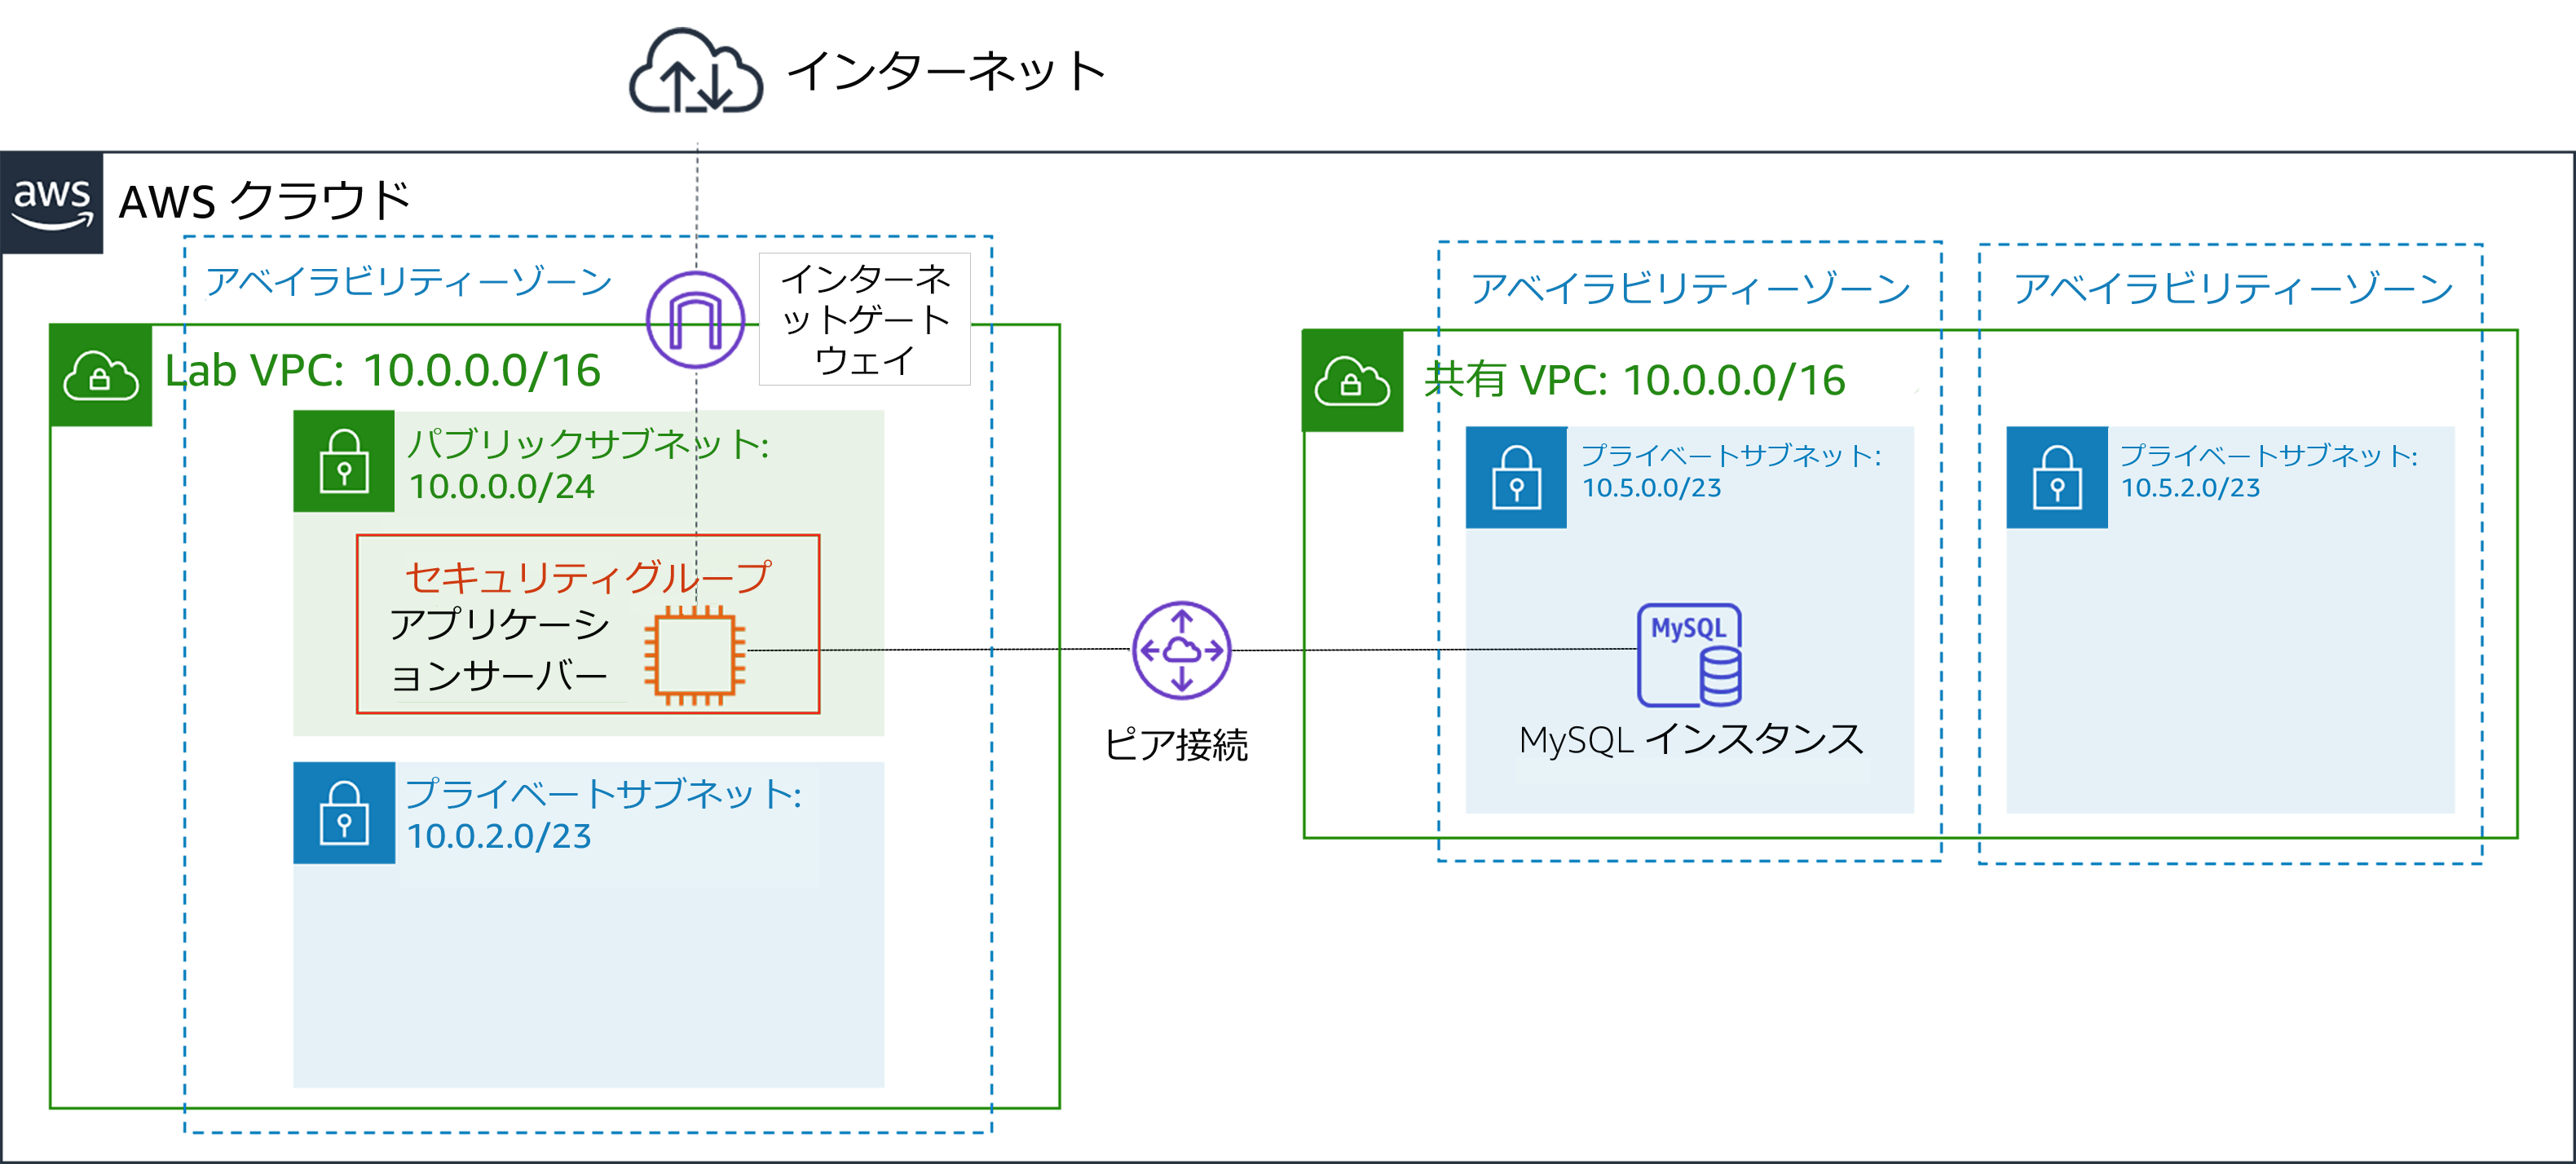 インターネット
aws
AWS クラウド
アベイラビリティーゾーン
インターネ
ットゲート
ウェイ
Lab VPC: 10.0.0.0/16
パブリックサブネット:
10.0.0.0/24
セキュリティグループ
アプリケーシ
ョンサーバー
プライベートサブネット:
10.0.2.0/23
ピア接続
アベイラビリティーゾーン
アベイラビリティーゾーン
共有 VPC: 10.0.0.0/16
プライベートサブネット:
10.5.0.0/23
MySQL
MySQL インスタンス
プライベートサブネット:
10.5.2.0/23